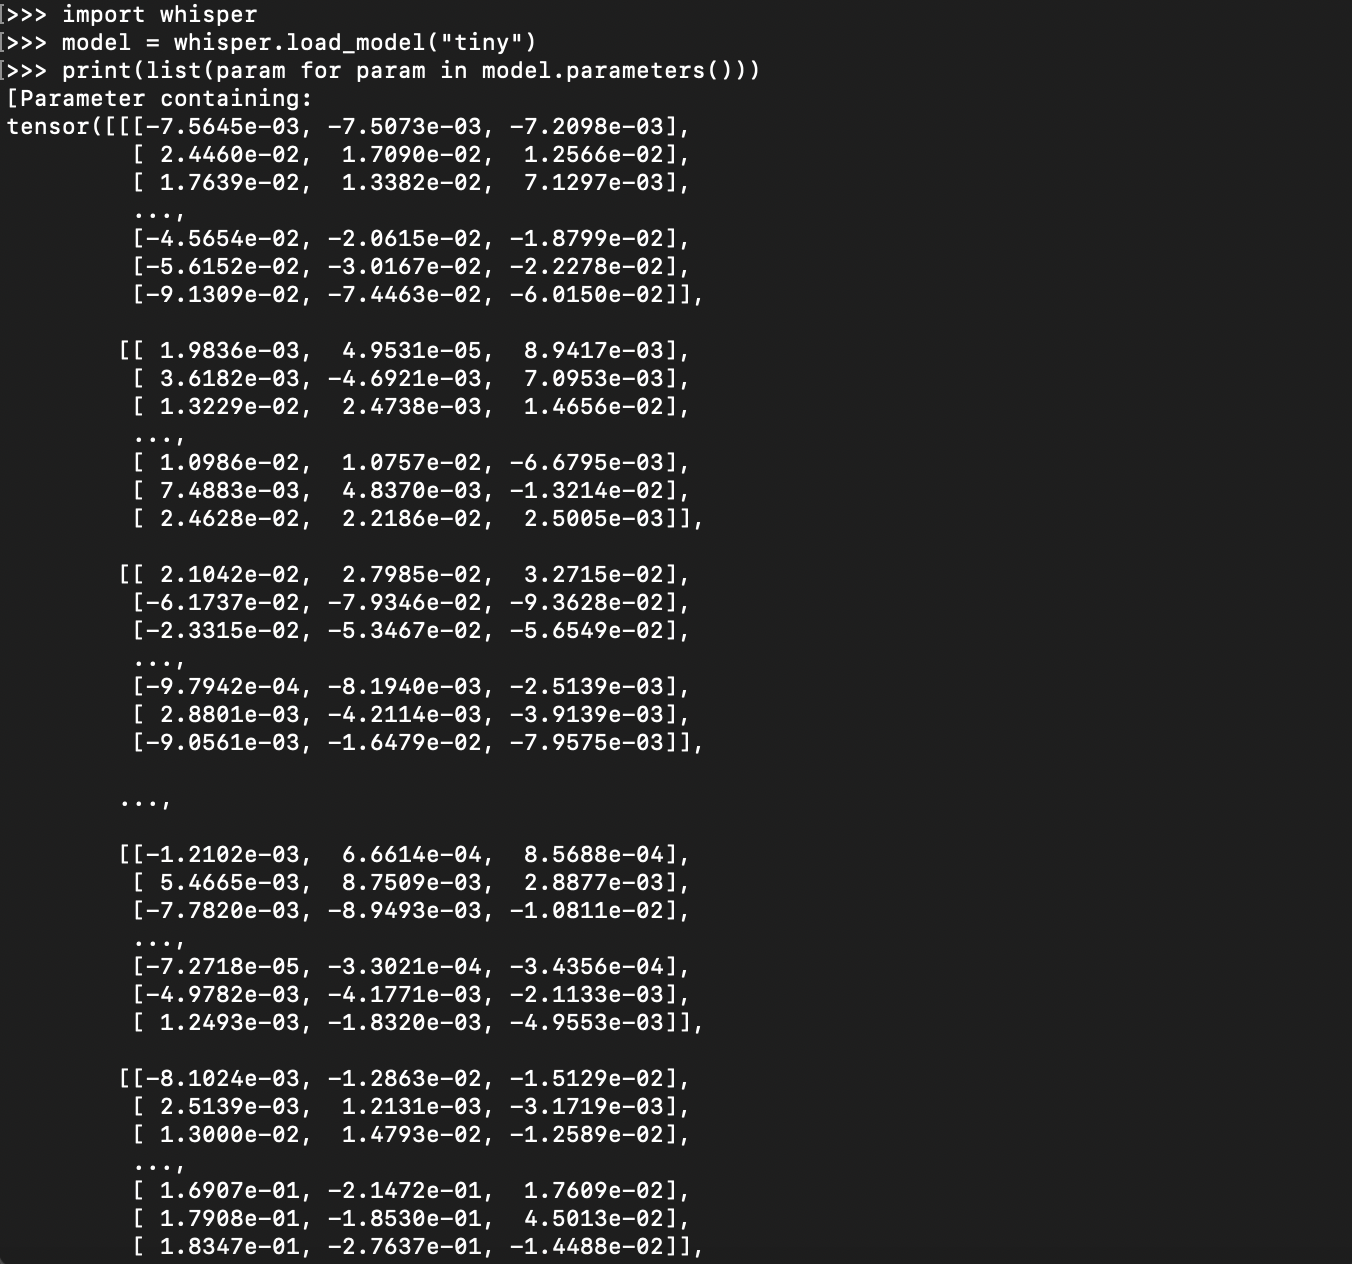 [>>> import whisper
[>>> model = whisper.load_model("tiny")
[>>> print(list(param for param in model.parameters()))
[Parameter containing:
tensor([[[-7.5645e-03, -7.5073e-03, -7.2098e-03],
         [ 2.4460e-02,  1.7090e-02,  1.2566e-02],
         [ 1.7639e-02,  1.3382e-02,  7.1297e-03],
         ...,
         [-4.5654e-02, -2.0615e-02, -1.8799e-02],
         [-5.6152e-02, -3.0167e-02, -2.2278e-02],
         [-9.1309e-02, -7.4463e-02, -6.0150e-02]],

        [[ 1.9836e-03,  4.9531e-05,  8.9417e-03],
         [ 3.6182e-03, -4.6921e-03,  7.0953e-03],
         [ 1.3229e-02,  2.4738e-03,  1.4656e-02],
         ...,
         [ 1.0986e-02,  1.0757e-02, -6.6795e-03],
         [ 7.4883e-03,  4.8370e-03, -1.3214e-02],
         [ 2.4628e-02,  2.2186e-02,  2.5005e-03]],

        [[ 2.1042e-02,  2.7985e-02,  3.2715e-02],
         [-6.1737e-02, -7.9346e-02, -9.3628e-02],
         [-2.3315e-02, -5.3467e-02, -5.6549e-02],
         ...,
         [-9.7942e-04, -8.1940e-03, -2.5139e-03],
         [ 2.8801e-03, -4.2114e-03, -3.9139e-03],
         [-9.0561e-03, -1.6479e-02, -7.9575e-03]],

        ...,

        [[-1.2102e-03,  6.6614e-04,  8.5688e-04],
         [ 5.4665e-03,  8.7509e-03,  2.8877e-03],
         [-7.7820e-03, -8.9493e-03, -1.0811e-02],
         ...,
         [-7.2718e-05, -3.3021e-04, -3.4356e-04],
         [-4.9782e-03, -4.1771e-03, -2.1133e-03],
         [ 1.2493e-03, -1.8320e-03, -4.9553e-03]],

        [[-8.1024e-03, -1.2863e-02, -1.5129e-02],
         [ 2.5139e-03,  1.2131e-03, -3.1719e-03],
         [ 1.3000e-02,  1.4793e-02, -1.2589e-02],
         ...,
         [ 1.6907e-01, -2.1472e-01,  1.7609e-02],
         [ 1.7908e-01, -1.8530e-01,  4.5013e-02],
         [ 1.8347e-01, -2.7637e-01, -1.4488e-02]],